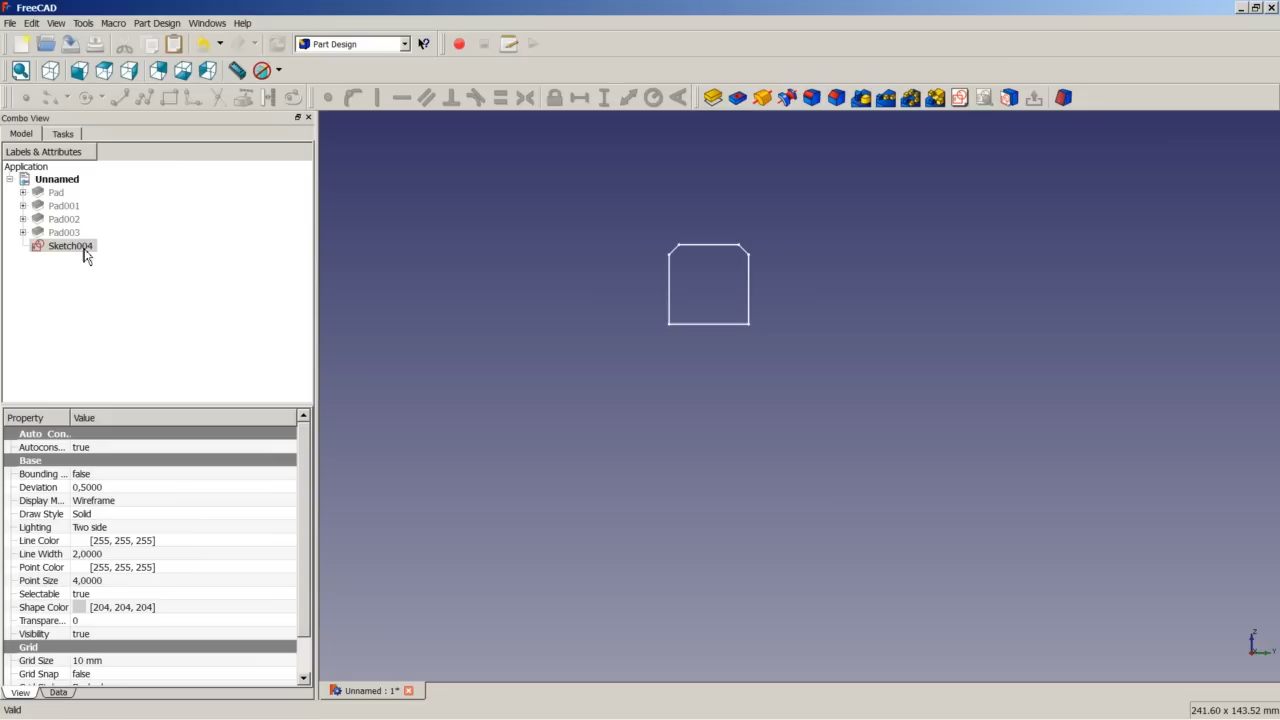 FreeCAD
File Edit View Tools Macro Part Design Windows Help
Part Design
Combo View
Model Tasks
Labels & Attributes
Application
Unnamed
Pad
Pad001
Pad002
Pad003
Sketch004
Property Value
Auto Con..
Autocons... true
Base
Bounding ... false
Deviation 0,5000
Display M... Wireframe
Draw Style Solid
Lighting Two side
Line Color [255, 255, 255]
Line Width 2,0000
Point Color [255, 255, 255]
Point Size 4,0000
Selectable true
Shape Color [204, 204, 204]
Transpare... 0
Visibility true
Grid
Grid Size 10 mm
Grid Snap false
View Data
Unnamed : 1*
Z
Y
Valid
241.60 x 143.52 mm